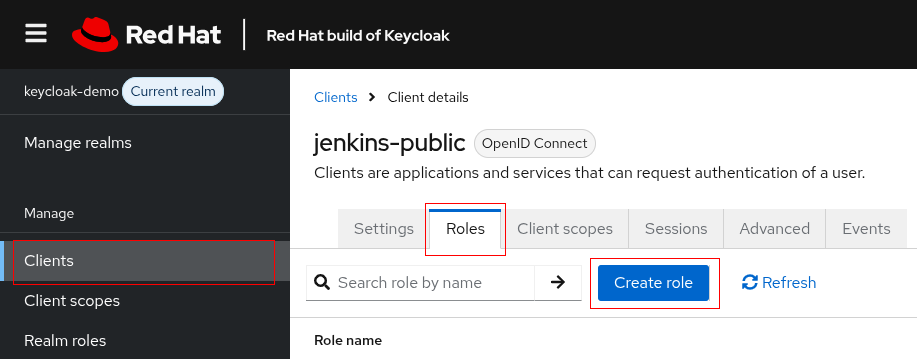 Red Hat Red Hat build of Keycloak
keycloak-demo Current realm
Manage realms
Manage
Clients
Client scopes
Realm roles
Clients Client details
jenkins-public OpenID Connect
Clients are applications and services that can request authentication of a user.
Settings Roles Client scopes Sessions Advanced Events
Search role by name Create role Refresh
Role name